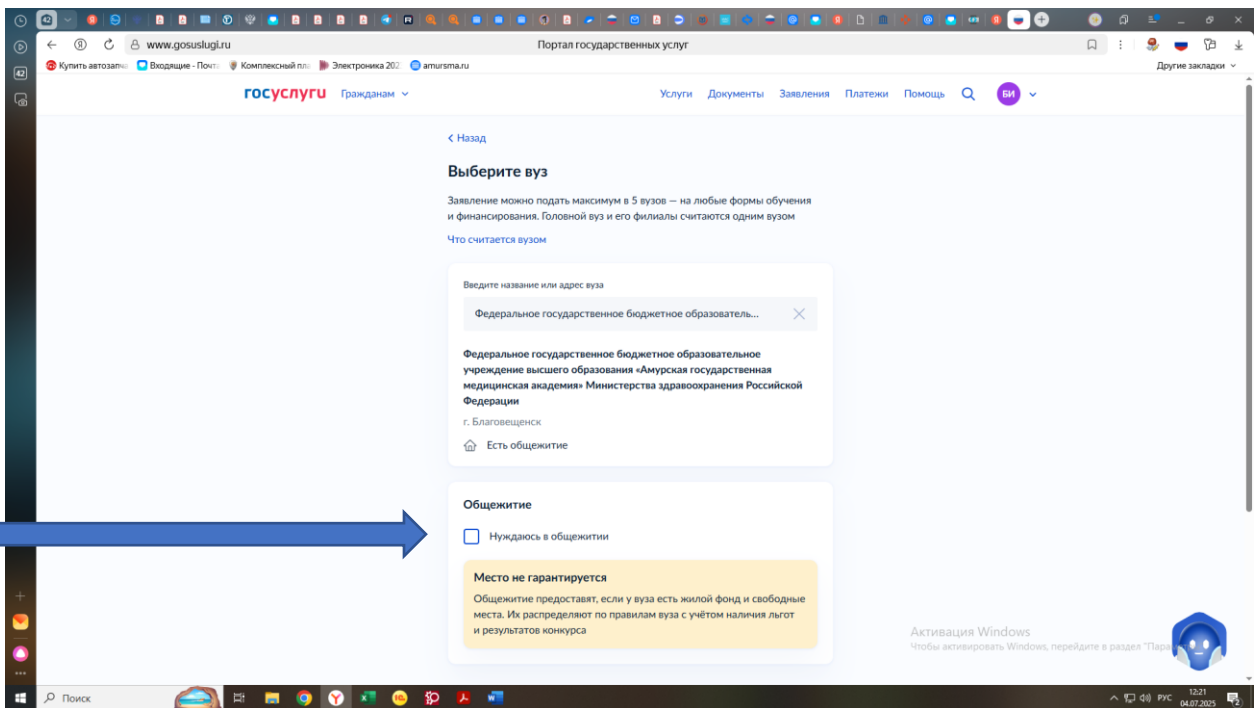 42
www.gosuslugi.ru
Портал государственных услуг
Купить автозапча
Входящие - Почта
Комплексный пла
Электроника 202
amursma.ru
Другие закладки
42
госуслуги Гражданам
Услуги Документы Заявления Платежи Помощь БИ
Назад
Выберите вуз
Заявление можно подать максимум в 5 вузов — на любые формы обучения
и финансирования. Головной вуз и его филиалы считаются одним вузом
Что считается вузом
Введите название или адрес вуза
Федеральное государственное бюджетное образователь...
Федеральное государственное бюджетное образовательное
учреждение высшего образования «Амурская государственная
медицинская академия» Министерства здравоохранения Российской
Федерации
г. Благовещенск
Есть общежитие
Общежитие
Нуждаюсь в общежитии
Место не гарантируется
Общежитие предоставят, если у вуза есть жилой фонд и свободные
места. Их распределяют по правилам вуза с учётом наличия льгот
и результатов конкурса
Активация Windows
Чтобы активировать Windows, перейдите в раздел "Пара
Поиск
РУС
12:21
04.07.2025